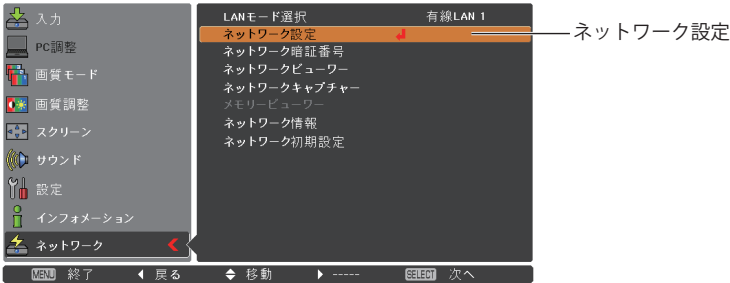 入力
PC調整
画質モード
画質調整
スクリーン
サウンド
設定
インフォメーション
ネットワーク
LANモード選択 有線LAN 1
ネットワーク設定
ネットワーク暗証番号
ネットワークビューワー
ネットワークキャプチャー
メモリービューワー
ネットワーク情報
ネットワーク初期設定
ネットワーク設定
MENU 終了 戻る 移動 ----- SELECT 次へ